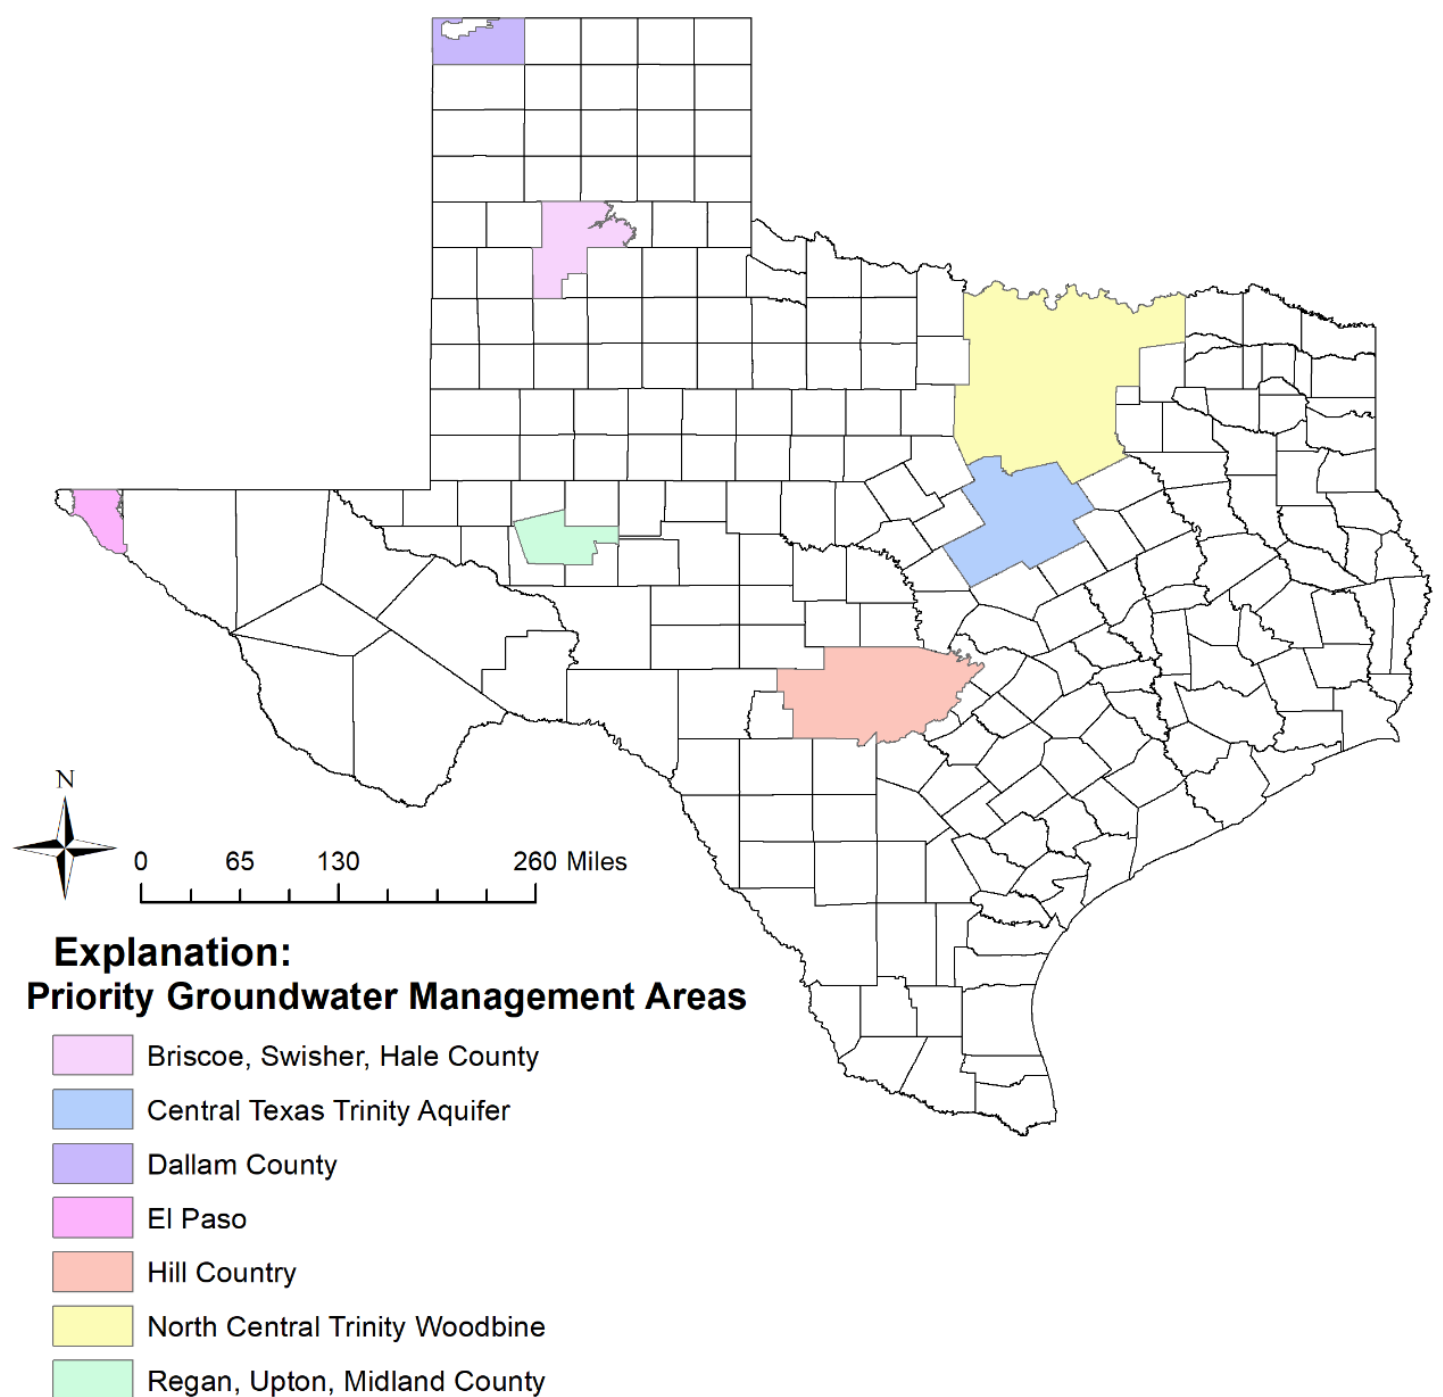 N
0 65 130 260 Miles
Explanation:
Priority Groundwater Management Areas
Briscoe, Swisher, Hale County
Central Texas Trinity Aquifer
Dallam County
El Paso
Hill Country
North Central Trinity Woodbine
Regan, Upton, Midland County